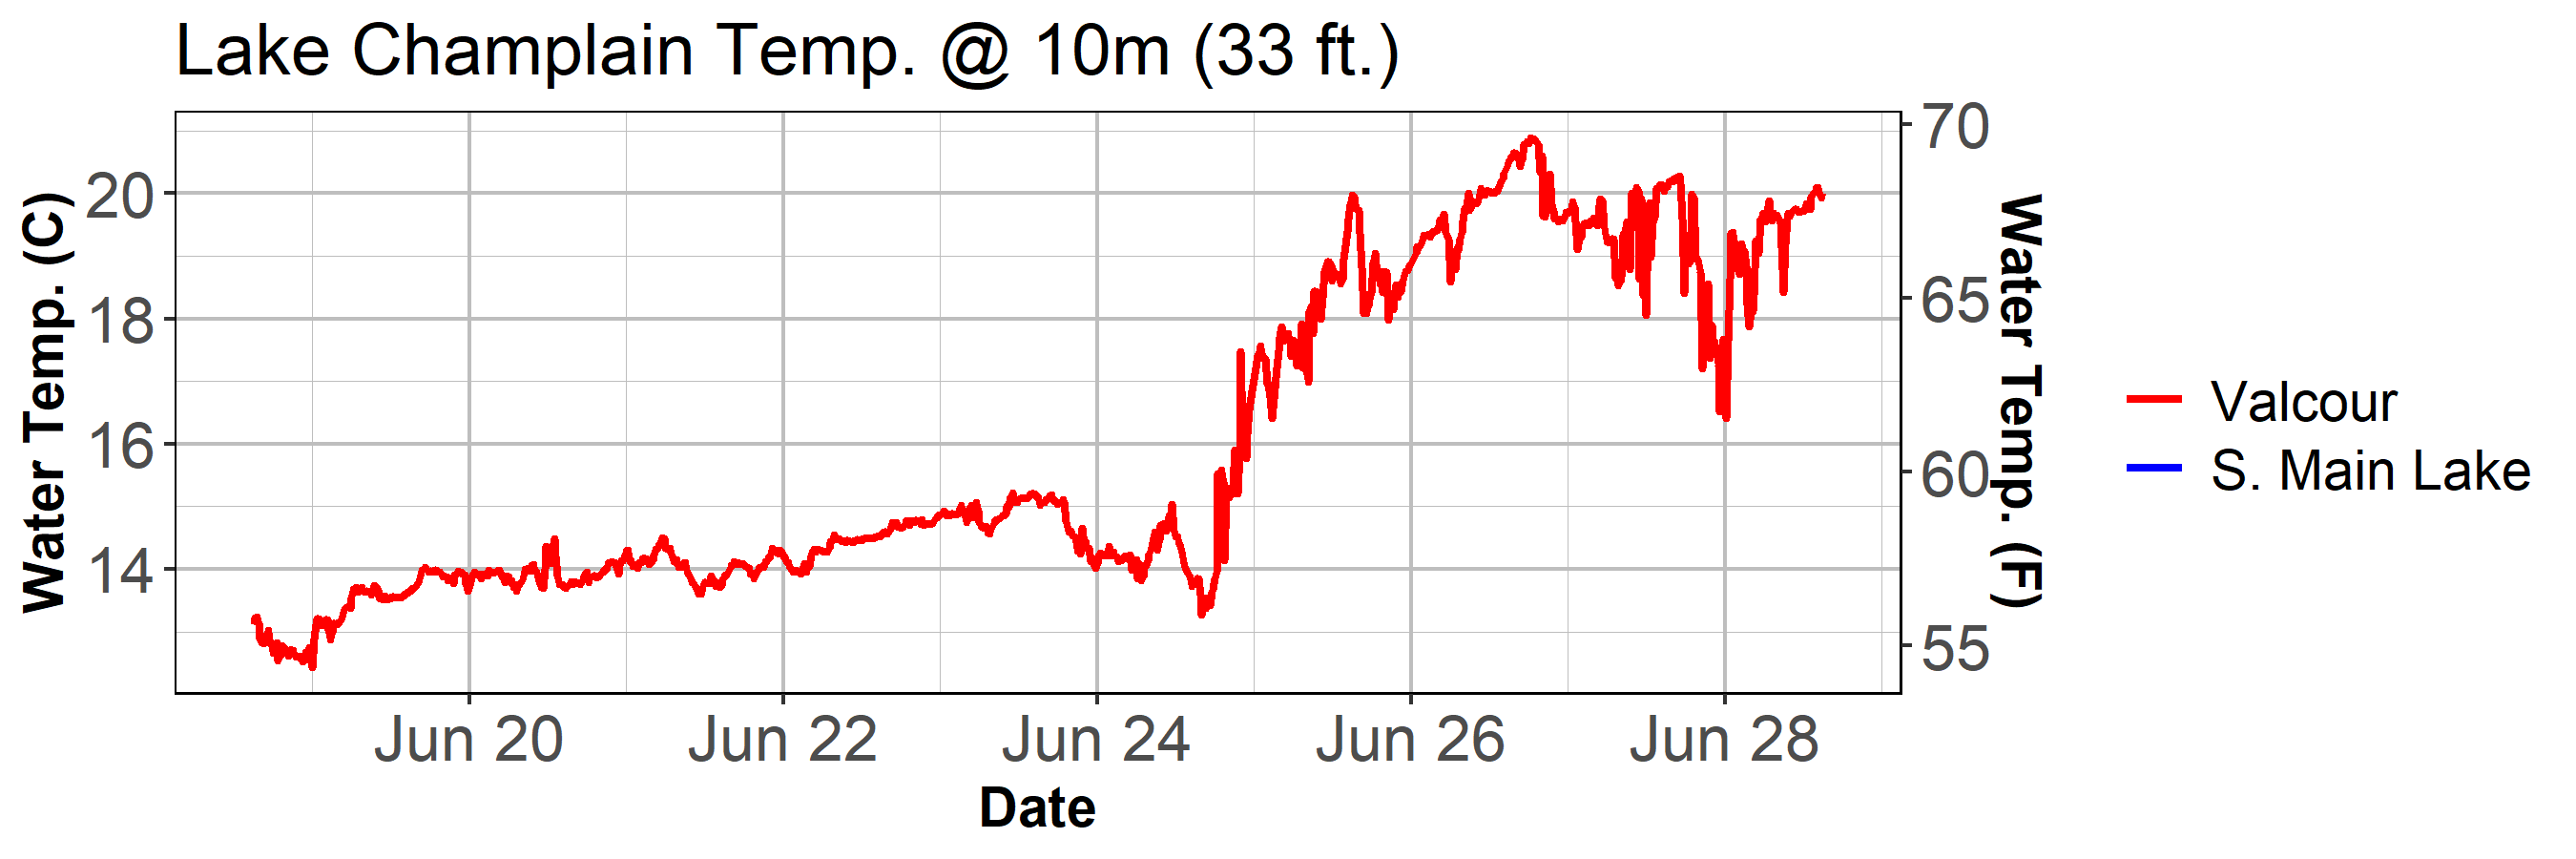 Lake Champlain Temp. @ 10m (33 ft.)
Water Temp. (C)
20
18
16
14
70
65
60
55
Water Temp. (F)
Jun 20 Jun 22 Jun 24 Jun 26 Jun 28
Date
Valcour
S. Main Lake